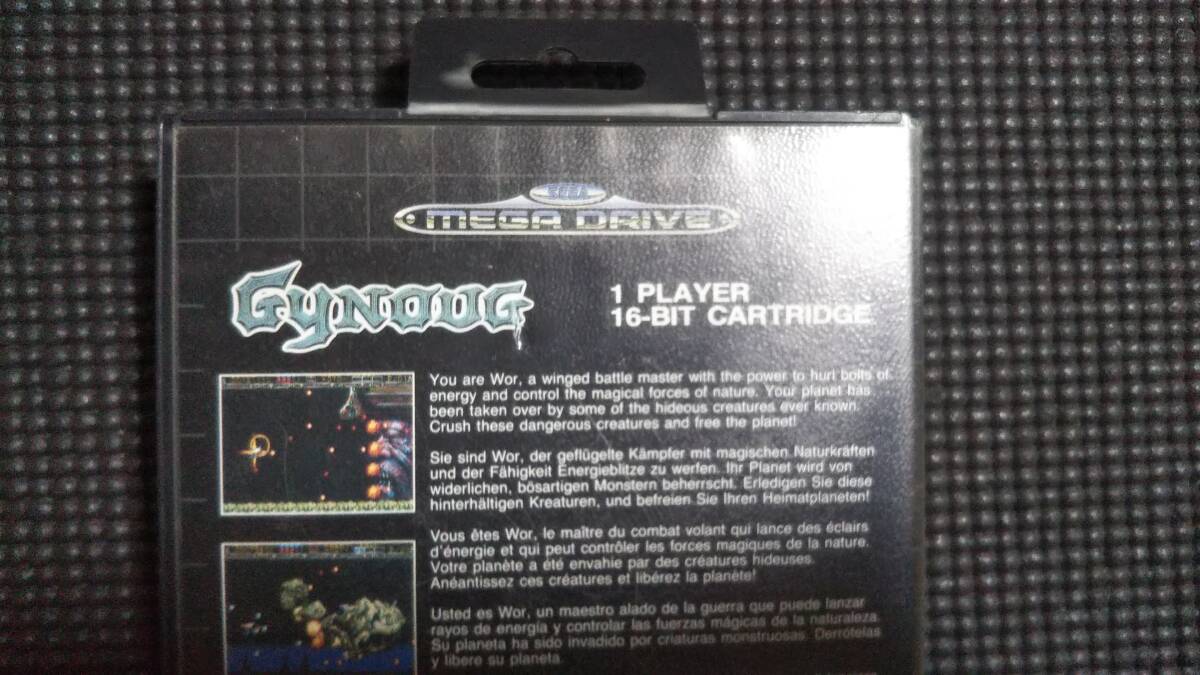 SEGA
MEGA DRIVE
GYNOUG
1 PLAYER
16-BIT CARTRIDGE
You are Wor, a winged battle master with the power to hurl bolts of
energy and control the magical forces of nature. Your planet has
been taken over by some of the hideous creatures ever known.
Crush these dangerous creatures and free the planet!
Sie sind Wor, der geflügelte Kämpfer mit magischen Naturkräften
und der Fähigkeit Energieblitze zu werfen. Ihr Planet wird von
widerlichen, bösartigen Monstern beherrscht. Erledigen Sie diese
hinterhältigen Kreaturen, und befreien Sie Ihren Heimatplaneten!
Vous êtes Wor, le maître du combat volant qui lance des éclairs
d'énergie et qui peut contrôler les forces magiques de la nature.
Votre planète a été envahie par des créatures hideuses.
Anéantissez ces créatures et libérez la planète!
Usted es Wor, un maestro alado de la guerra que puede lanzar
rayos de energía y controlar las fuerzas mágicas de la naturaleza.
Su planeta ha sido invadido por criaturas monstruosas. Derrótelas
y libere su planeta.